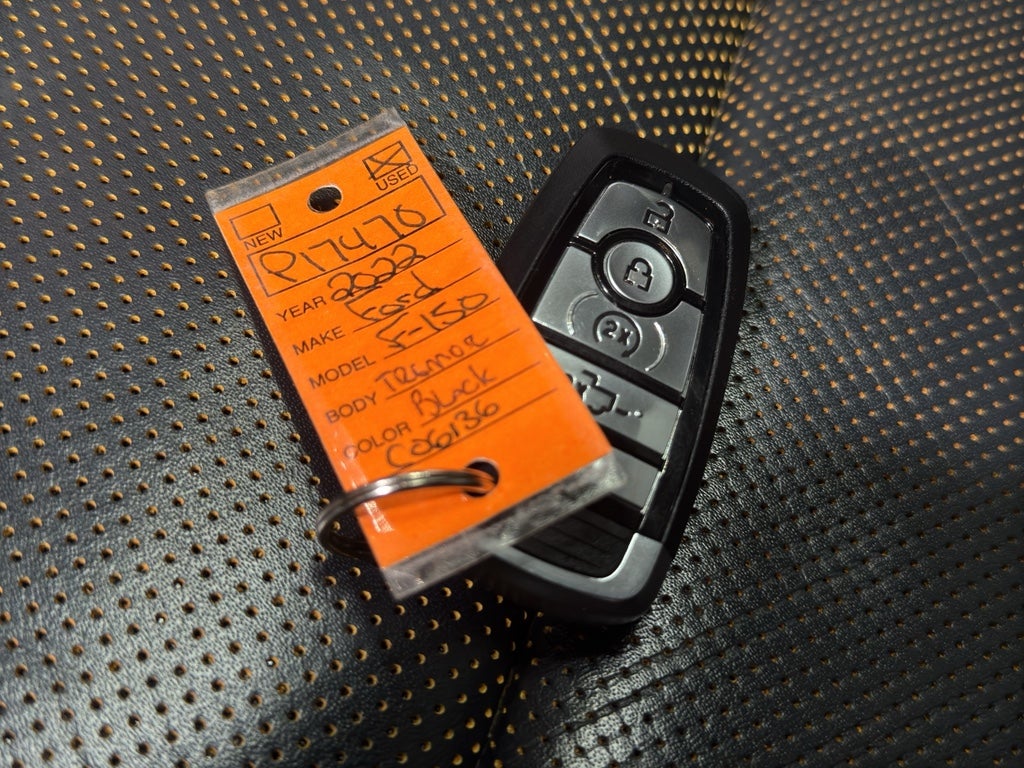 USED
NEW
P17470
YEAR 2022
MAKE Ford
MODEL F-150
BODY TREMOR
COLOR Black
C06136
2X